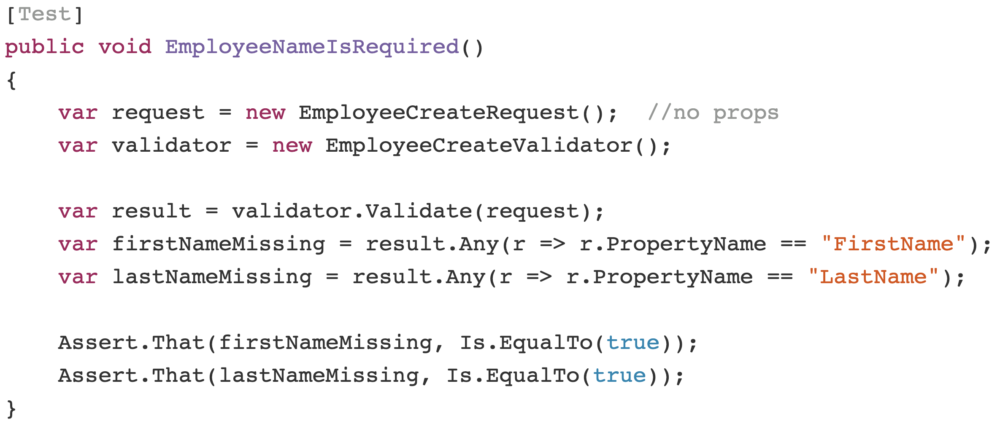 [Test]
public void EmployeeNameIsRequired()
{
    var request = new EmployeeCreateRequest();  //no props
    var validator = new EmployeeCreateValidator();

    var result = validator.Validate(request);
    var firstNameMissing = result.Any(r => r.PropertyName == "FirstName");
    var lastNameMissing = result.Any(r => r.PropertyName == "LastName");

    Assert.That(firstNameMissing, Is.EqualTo(true));
    Assert.That(lastNameMissing, Is.EqualTo(true));
}